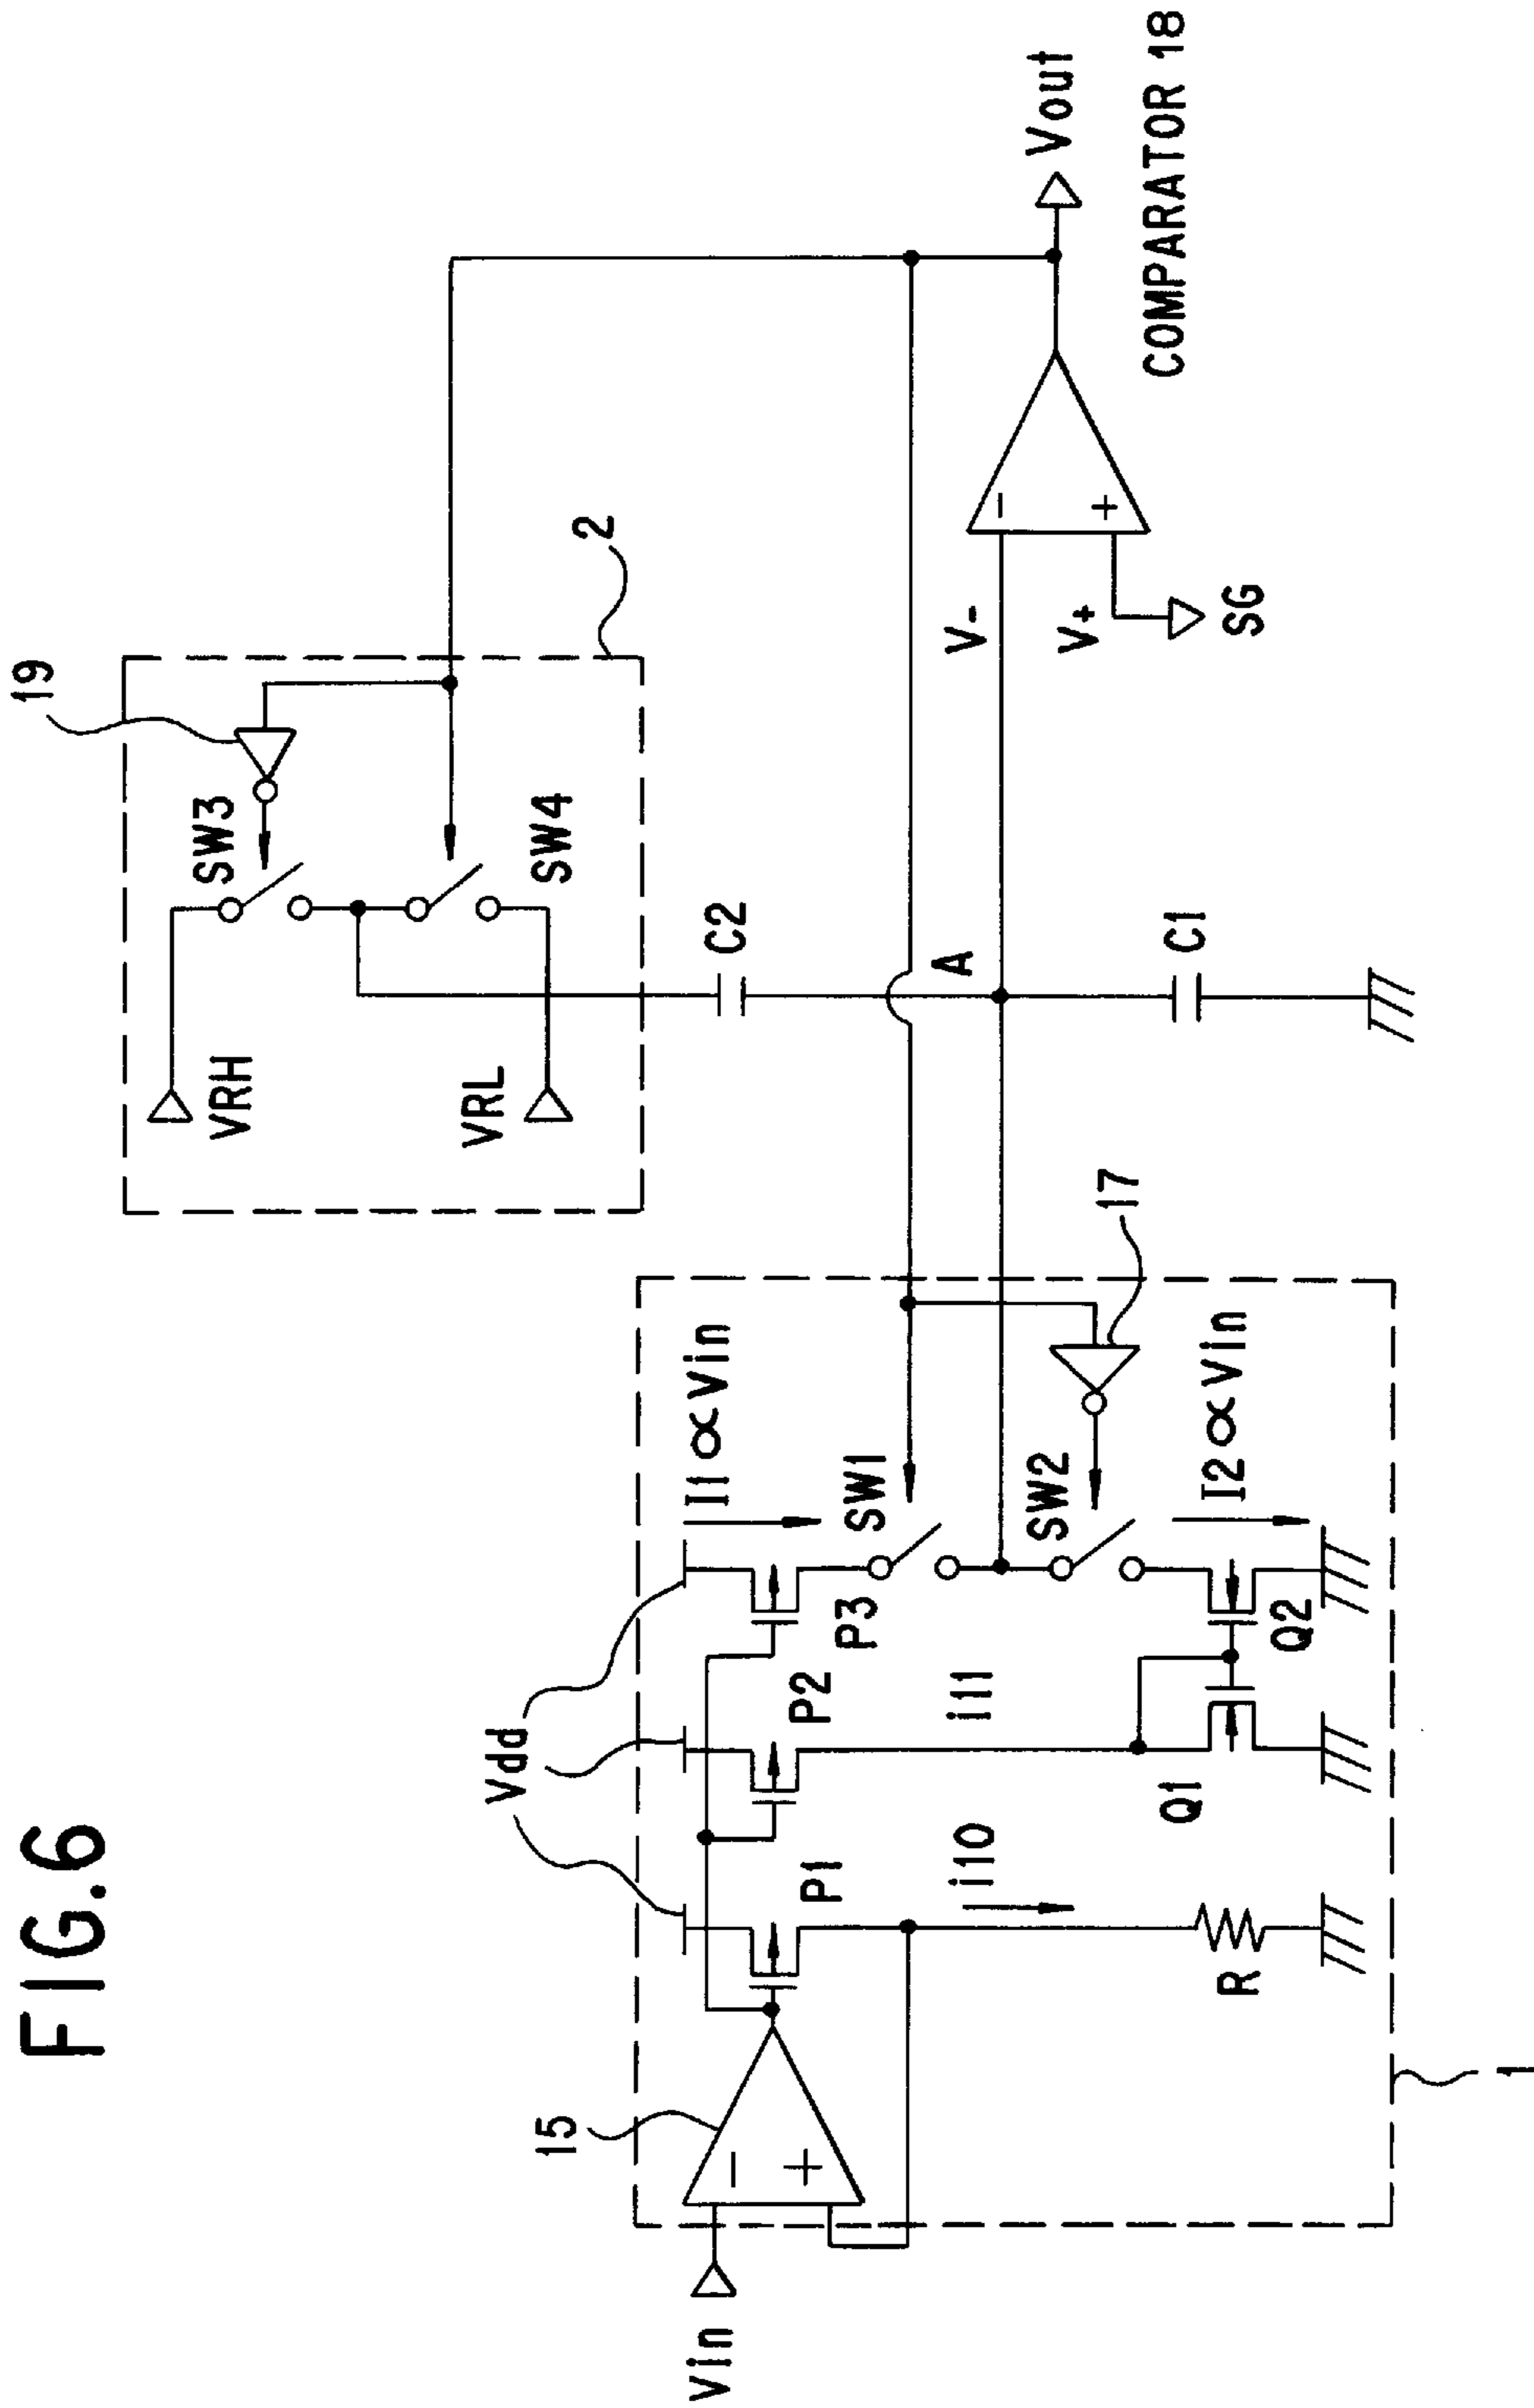 FIG.6
19
SW3
VRH
VRL
SW4
2
C2
A
C1
V-
V+
SG
Vout
COMPARATOR 18
Vdd
I1∝Vin
SW1
17
SW2
I2∝Vin
P3
P2
P1
i11
i10
Q2
Q1
R
15
-
+
-
+
Vin
1